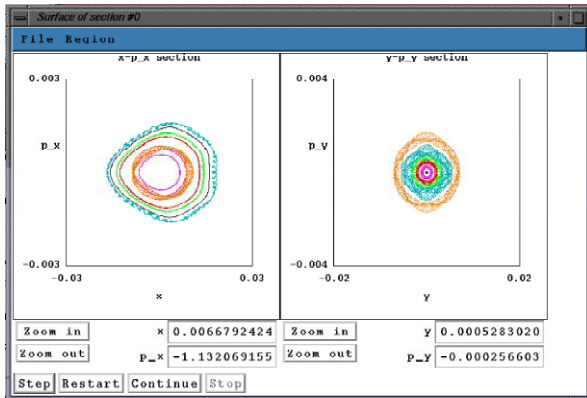 Surface of section #0
File Region
x-p_x section
y-p_y section
0.003
0.004
p_x
p_y
-0.003
-0.004
-0.03
0.03
-0.02
0.02
x
y
Zoom in
x 0.0066792424
Zoom in
y 0.0005283020
Zoom out
p_x -1.132069155
Zoom out
p_y -0.000256603
Step Restart Continue Stop